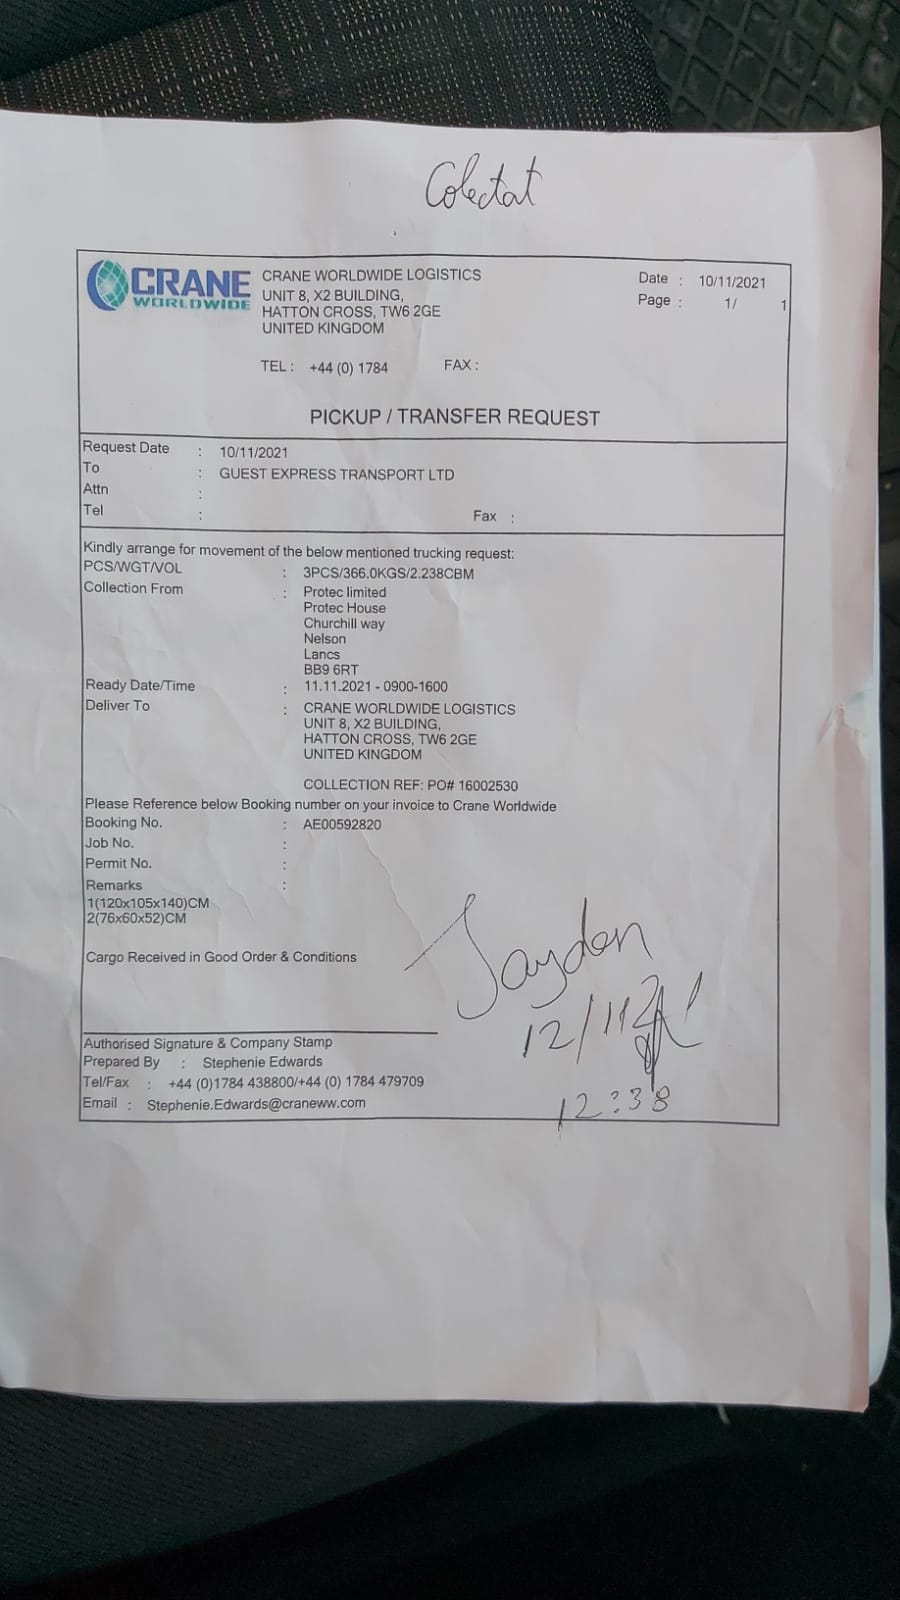 Colectat
CRANE WORLDWIDE
CRANE WORLDWIDE LOGISTICS
UNIT 8, X2 BUILDING,
HATTON CROSS, TW6 2GE
UNITED KINGDOM
Date : 10/11/2021
Page : 1/ 1
TEL : +44 (0) 1784 FAX :
PICKUP / TRANSFER REQUEST
Request Date : 10/11/2021
To : GUEST EXPRESS TRANSPORT LTD
Attn :
Tel : Fax :
Kindly arrange for movement of the below mentioned trucking request:
PCS/WGT/VOL : 3PCS/366.0KGS/2.238CBM
Collection From : Protec limited
Protec House
Churchill way
Nelson
Lancs
BB9 6RT
Ready Date/Time : 11.11.2021 - 0900-1600
Deliver To : CRANE WORLDWIDE LOGISTICS
UNIT 8, X2 BUILDING,
HATTON CROSS, TW6 2GE
UNITED KINGDOM
COLLECTION REF: PO# 16002530
Please Reference below Booking number on your invoice to Crane Worldwide
Booking No. : AE00592820
Job No. :
Permit No. :
Remarks :
1(120x105x140)CM
2(76x60x52)CM
Cargo Received in Good Order & Conditions
Jayden
12:38
Authorised Signature & Company Stamp
Prepared By : Stephenie Edwards
Tel/Fax : +44 (0)1784 438800/+44 (0) 1784 479709
Email : Stephenie.Edwards@craneww.com